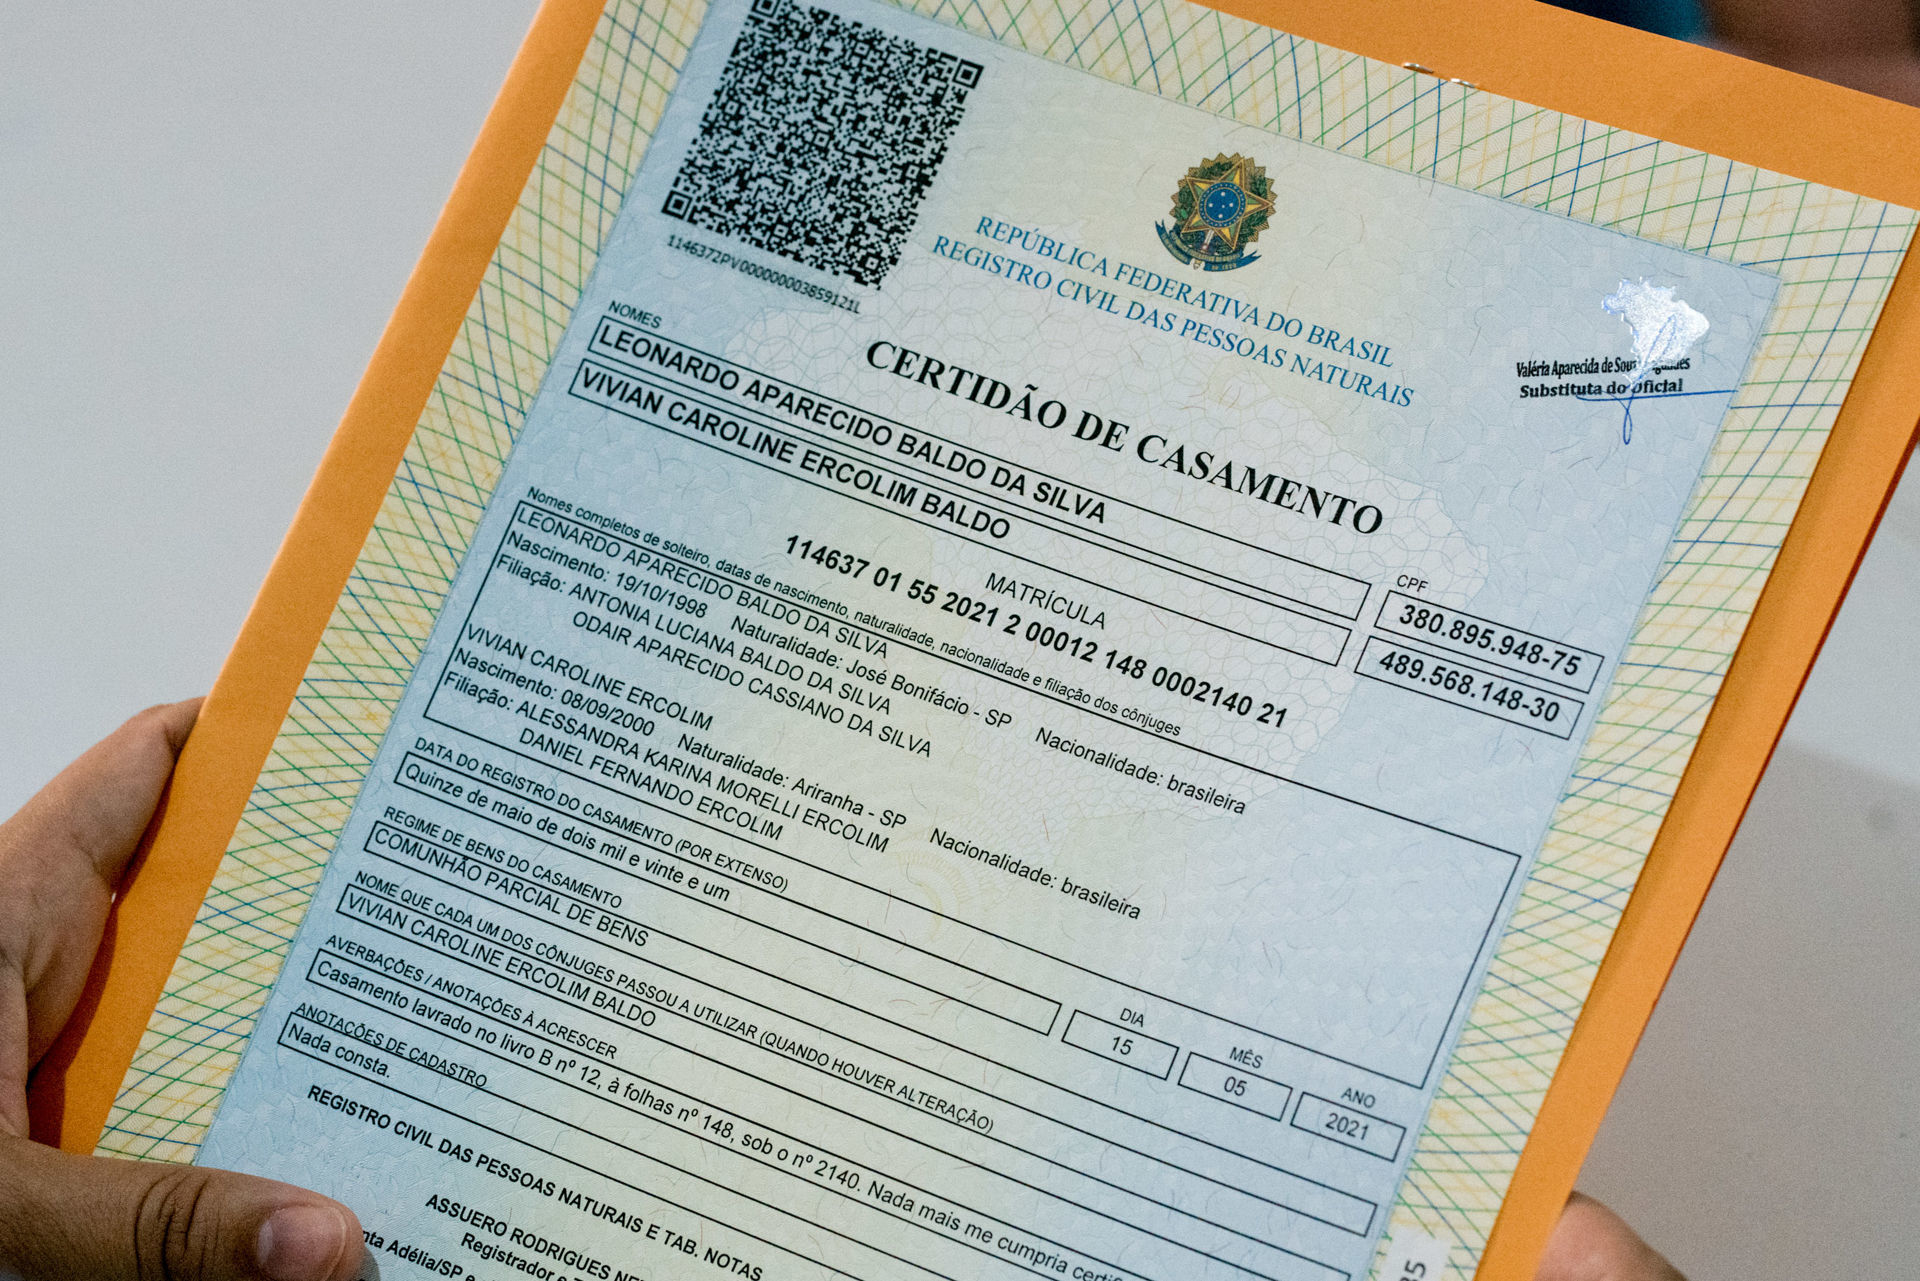 1146372PV00000003859121L
REPÚBLICA FEDERATIVA DO BRASIL
REGISTRO CIVIL DAS PESSOAS NATURAIS
Valéria Aparecida de
Substituta do Oficial
CERTIDÃO DE CASAMENTO
NOMES
LEONARDO APARECIDO BALDO DA SILVA
VIVIAN CAROLINE ERCOLIM BALDO
CPF
380.895.948-75
489.568.148-30
MATRÍCULA
114637 01 55 2021 2 00012 148 0002140 21
Nomes completos de solteiro, datas de nascimento, naturalidade, nacionalidade e filiação dos cônjuges
LEONARDO APARECIDO BALDO DA SILVA
Nascimento: 19/10/1998 Naturalidade: José Bonifácio - SP Nacionalidade: brasileira
Filiação: ANTONIA LUCIANA BALDO DA SILVA
ODAIR APARECIDO CASSIANO DA SILVA
VIVIAN CAROLINE ERCOLIM
Nascimento: 08/09/2000 Naturalidade: Ariranha - SP Nacionalidade: brasileira
Filiação: ALESSANDRA KARINA MORELLI ERCOLIM
DANIEL FERNANDO ERCOLIM
DATA DO REGISTRO DO CASAMENTO (POR EXTENSO)
Quinze de maio de dois mil e vinte e um
DIA
15
MÊS
05
ANO
2021
REGIME DE BENS DO CASAMENTO
COMUNHÃO PARCIAL DE BENS
NOME QUE CADA UM DOS CÔNJUGES PASSOU A UTILIZAR (QUANDO HOUVER ALTERAÇÃO)
VIVIAN CAROLINE ERCOLIM BALDO
AVERBAÇÕES / ANOTAÇÕES À ACRESCER
Casamento lavrado no livro B nº 12, à folhas nº 148, sob o nº 2140. Nada mais me cumpria
ANOTAÇÕES DE CADASTRO
Nada consta.
REGISTRO CIVIL DAS PESSOAS NATURAIS E TAB. NOTAS
ASSUERO RODRIGUES
Registrador e
Adélia/SP